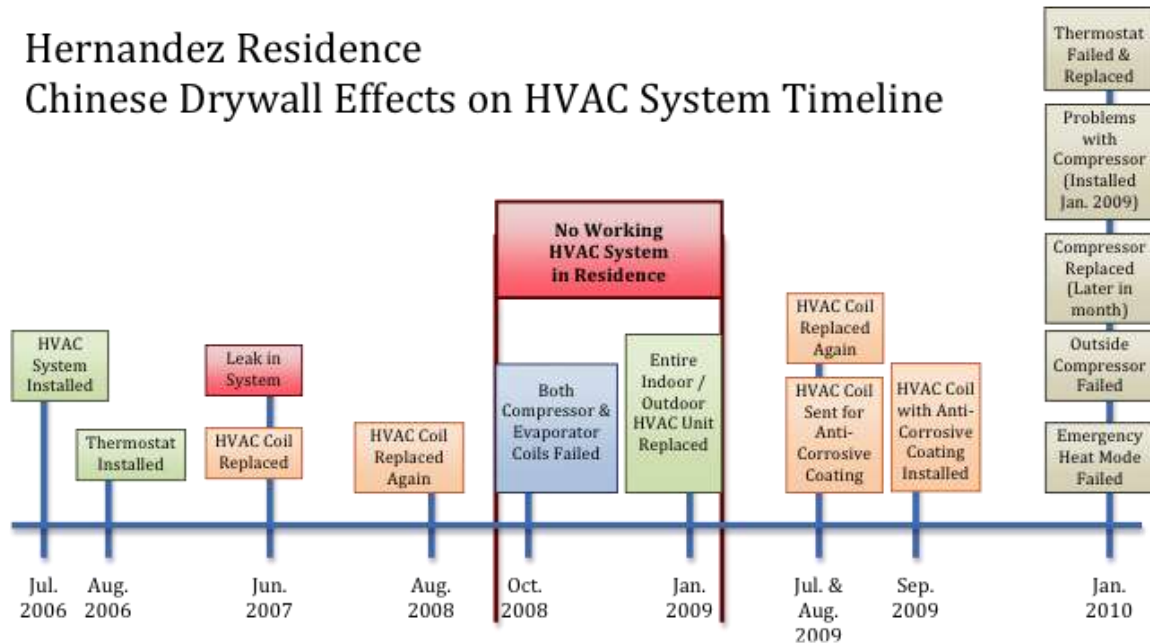 Hernandez Residence
Chinese Drywall Effects on HVAC System Timeline
HVAC
System
Installed
Thermostat
Installed
Leak in
System
HVAC Coil
Replaced
HVAC Coil
Replaced
Again
No Working
HVAC System
in Residence
Both
Compressor &
Evaporator
Coils Failed
Entire
Indoor /
Outdoor
HVAC Unit
Replaced
HVAC Coil
Replaced
Again
HVAC Coil
Sent for
Anti-
Corrosive
Coating
HVAC Coil
with Anti-
Corrosive
Coating
Installed
Thermostat
Failed &
Replaced
Problems
with
Compressor
(Installed
Jan. 2009)
Compressor
Replaced
(Later in
month)
Outside
Compressor
Failed
Emergency
Heat Mode
Failed
Jul.
2006
Aug.
2006
Jun.
2007
Aug.
2008
Oct.
2008
Jan.
2009
Jul. &
Aug.
2009
Sep.
2009
Jan.
2010